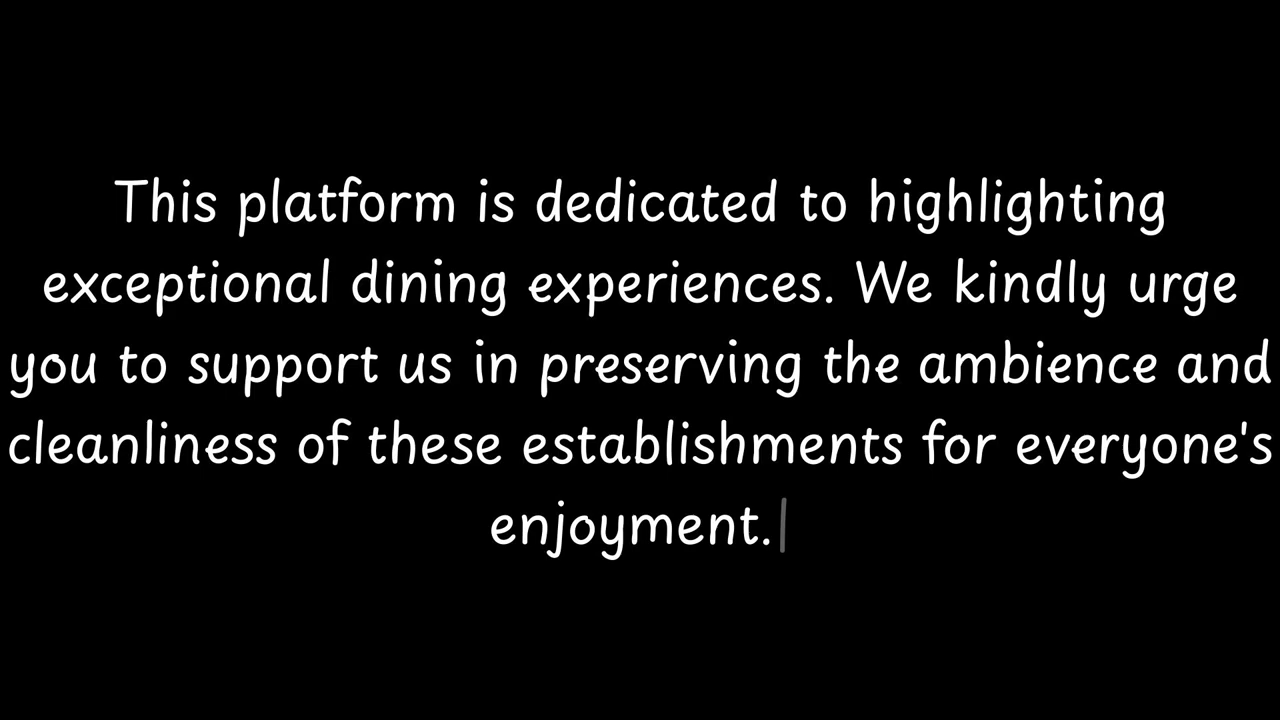 This platform is dedicated to highlighting
exceptional dining experiences. We kindly urge
you to support us in preserving the ambience and
cleanliness of these establishments for everyone's
enjoyment.